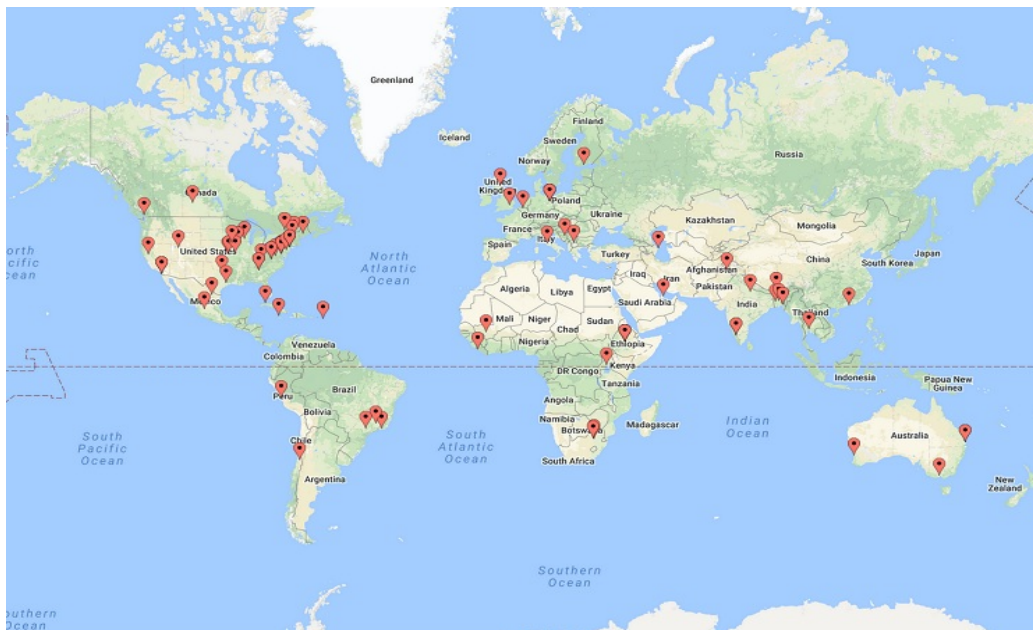 Greenland
Iceland
Finland
Sweden
Norway
Russia
Canada
United
Kingdom
Poland
Germany
Ukraine
Kazakhstan
Mongolia
France
Italy
Spain
Turkey
United States
North
Atlantic
Ocean
China
South Korea
Japan
Afghanistan
Iraq
Iran
Pakistan
Algeria
Libya
Egypt
Saudi Arabia
India
Mexico
Mali
Niger
Sudan
Chad
Thailand
Nigeria
Ethiopia
Venezuela
Colombia
DR Congo
Kenya
Indonesia
Papua New
Guinea
Tanzania
Brazil
Peru
Angola
Bolivia
Namibia
Botswana
Madagascar
Indian
Ocean
Australia
South
Pacific
Ocean
South
Atlantic
Ocean
Chile
South Africa
Argentina
New
Zealand
Southern
Ocean